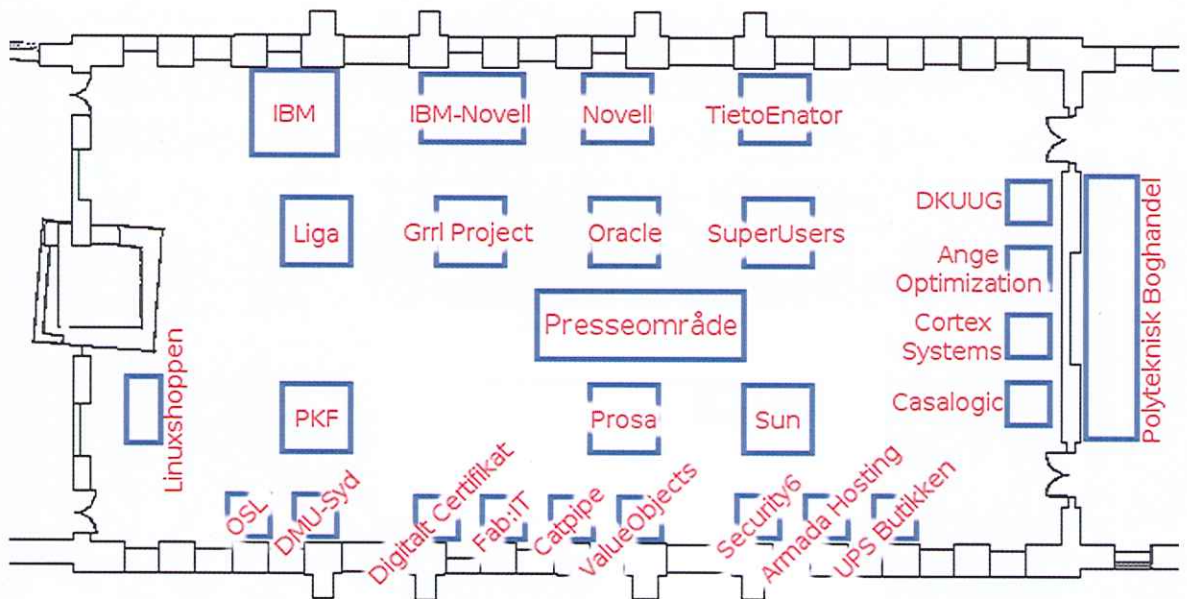 IBM
IBM-Novell
Novell
TietoEnator
DKUUG
Liga
Grrl Project
Oracle
SuperUsers
Ange
Optimization
Presseområde
Cortex
Systems
Polyteknisk Boghandel
Linuxshoppen
PKF
Prosa
Sun
Casalogic
OSL
DMU-Syd
Digitalt Certifikat
Fab:IT
Catpipe
ValueObjects
Security6
Armada Hosting
UPS Butikken